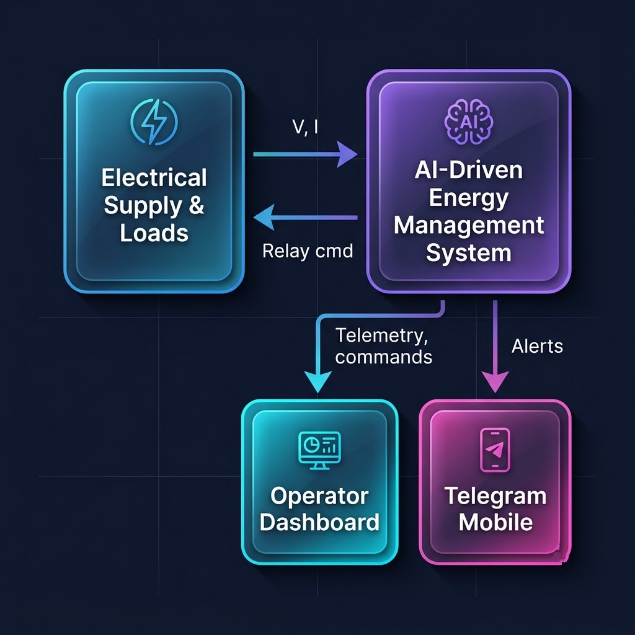 V, I
AI
Electrical
Supply &
Loads
AI-Driven
Energy
Management
System
Relay cmd
Telemetry,
commands
Alerts
Operator
Dashboard
Telegram
Mobile